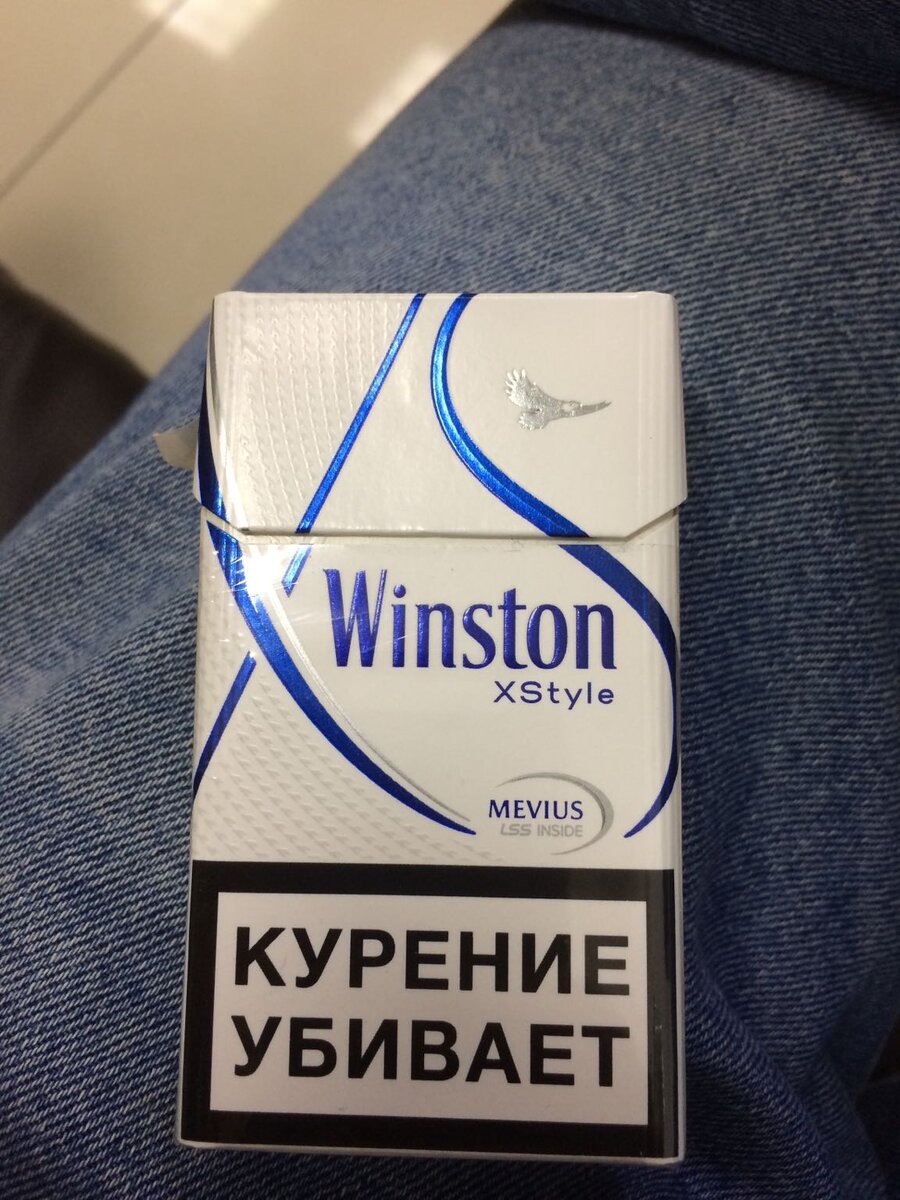 Winston
XStyle
MEVIUS
LSS INSIDE
КУРЕНИЕ
УБИВАЕТ